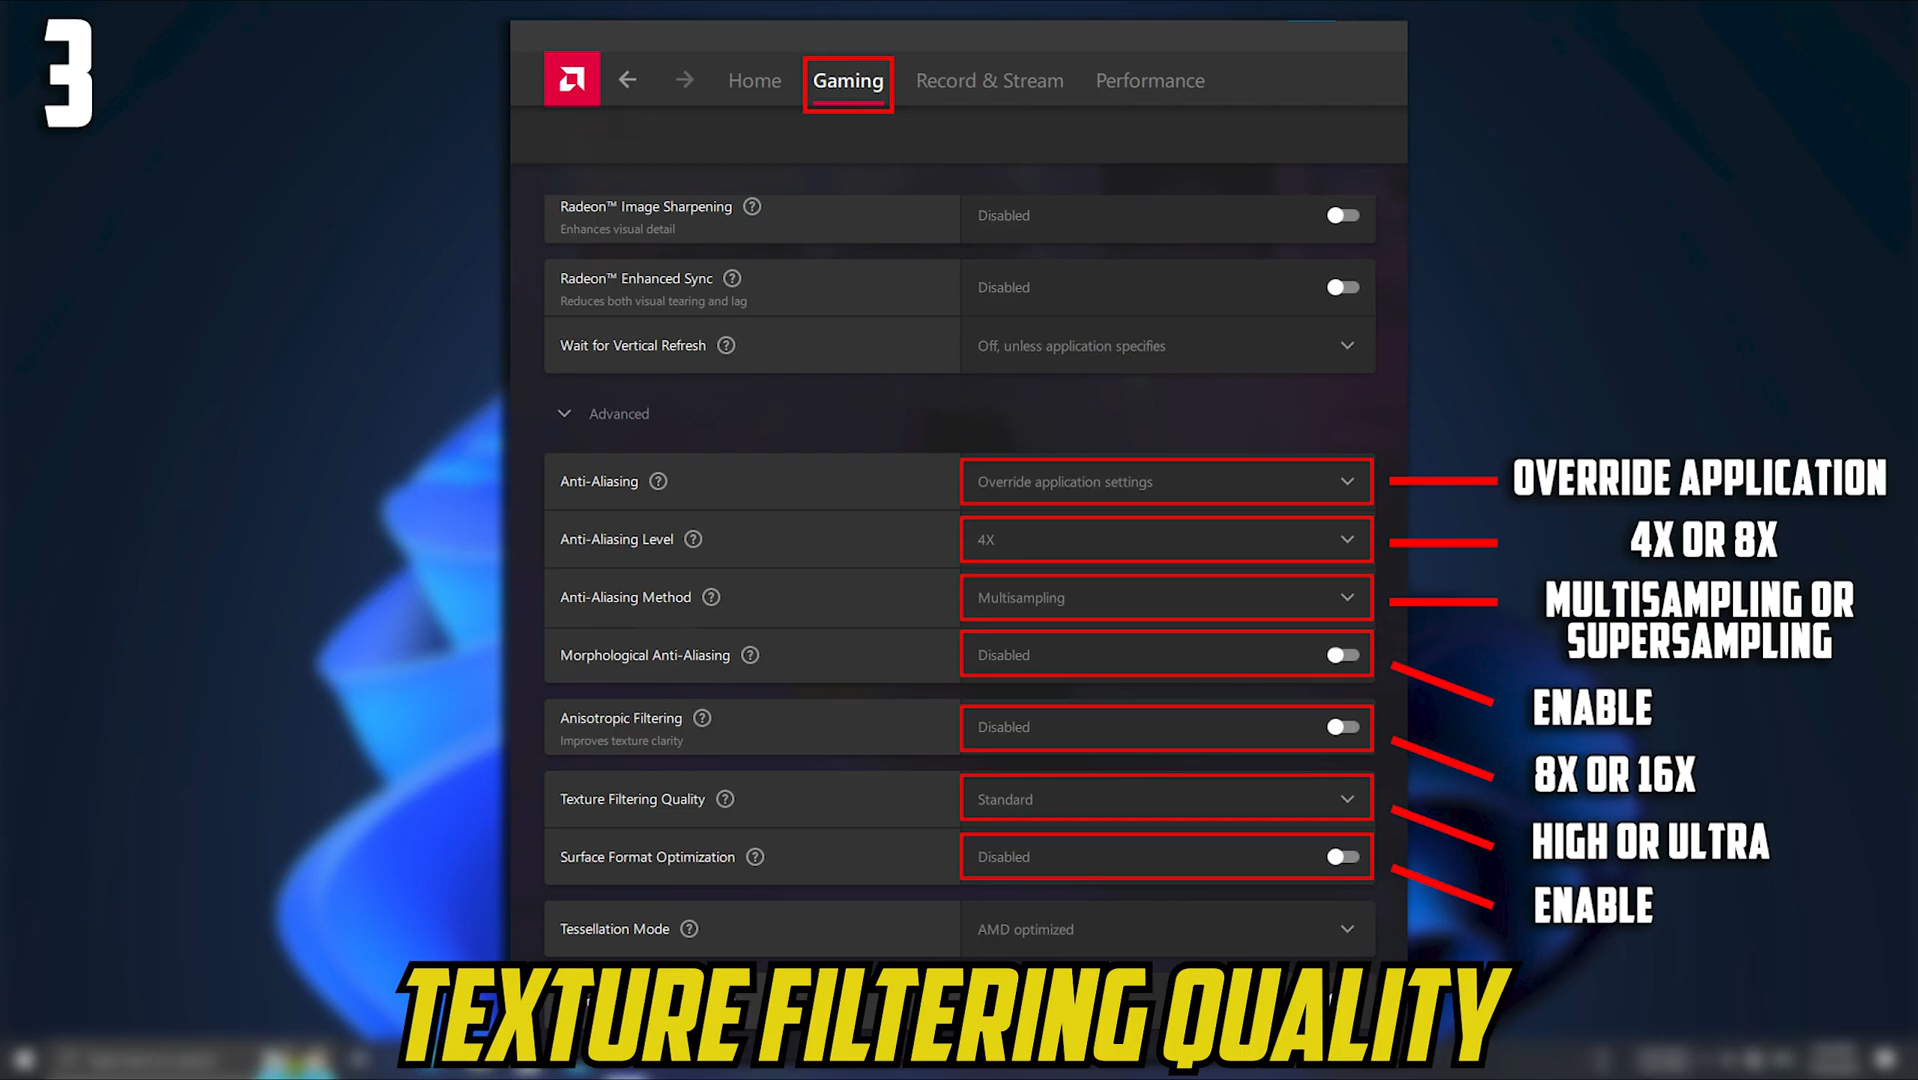 3
Home
Gaming
Record & Stream
Performance
Radeon™ Image Sharpening
Enhances visual detail
Disabled
Radeon™ Enhanced Sync
Reduces both visual tearing and lag
Disabled
Wait for Vertical Refresh
Off, unless application specifies
Advanced
Anti-Aliasing
Override application settings
OVERRIDE APPLICATION
Anti-Aliasing Level
4X
4X OR 8X
Anti-Aliasing Method
Multisampling
MULTISAMPLING OR
SUPERSAMPLING
Morphological Anti-Aliasing
Disabled
ENABLE
Anisotropic Filtering
Improves texture clarity
Disabled
8X OR 16X
Texture Filtering Quality
Standard
HIGH OR ULTRA
Surface Format Optimization
Disabled
ENABLE
Tessellation Mode
AMD optimized
TEXTURE FILTERING QUALITY